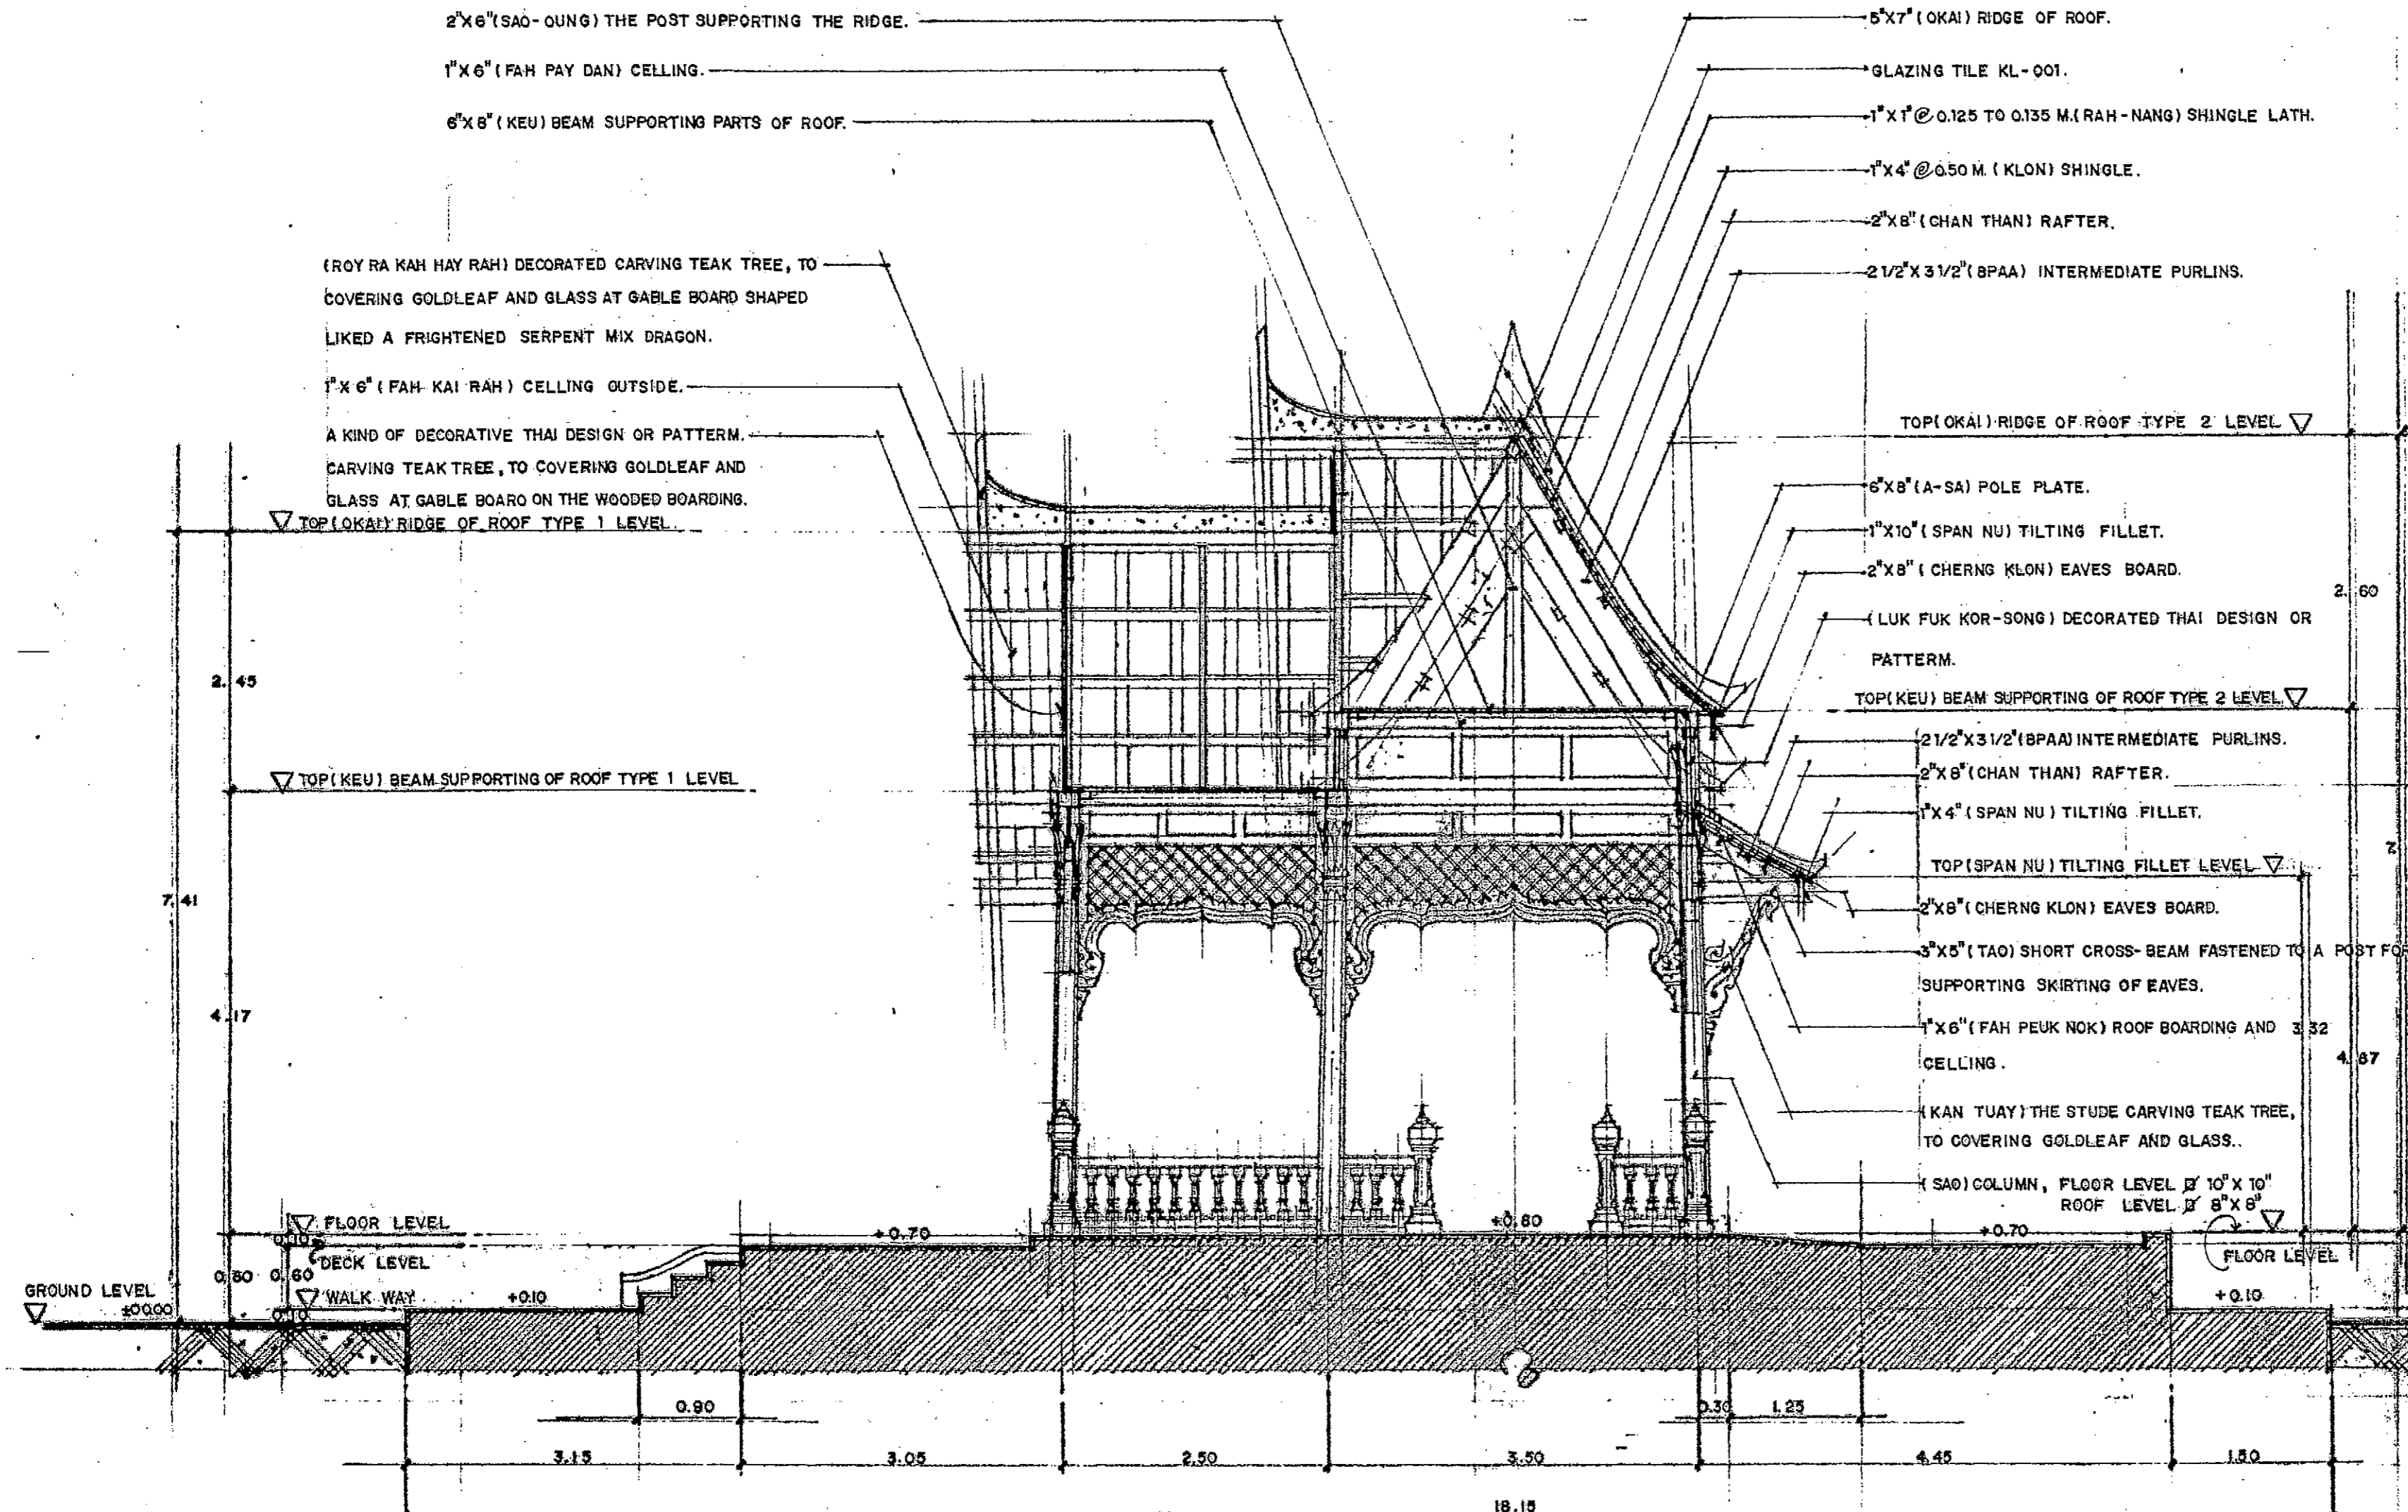 2"X6"(SAO-OUNG) THE POST SUPPORTING THE RIDGE.
1"X6"(FAH PAY DAN) CELLING.
6"X8"(KEU) BEAM SUPPORTING PARTS OF ROOF.
(ROY RA KAH HAY RAH) DECORATED CARVING TEAK TREE, TO
COVERING GOLDLEAF AND GLASS AT GABLE BOARD SHAPED
LIKED A FRIGHTENED SERPENT MIX DRAGON.
1"X6"(FAH KAI RAH) CELLING OUTSIDE.
A KIND OF DECORATIVE THAI DESIGN OR PATTERM.
CARVING TEAK TREE, TO COVERING GOLDLEAF AND
GLASS AT GABLE BOARD ON THE WOODED BOARDING.
TOP(OKAI) RIDGE OF ROOF TYPE 1 LEVEL.
2.45
TOP(KEU) BEAM SUPPORTING OF ROOF TYPE 1 LEVEL
7.41
4.17
FLOOR LEVEL
0.10
DECK LEVEL
0.80 0.60
GROUND LEVEL
±0.00
WALK WAY
0.10
5"X7"(OKAI) RIDGE OF ROOF.
GLAZING TILE KL-001.
1"X1"@0.125 TO 0.135 M.(RAH-NANG) SHINGLE LATH.
1"X4"@0.50 M.(KLON) SHINGLE.
2"X8"(CHAN THAN) RAFTER.
2 1/2"X3 1/2"(BPAA) INTERMEDIATE PURLINS.
TOP(OKAI) RIDGE OF ROOF TYPE 2 LEVEL
6"X8"(A-SA) POLE PLATE.
1"X10"(SPAN NU) TILTING FILLET.
2"X8"(CHERNG KLON) EAVES BOARD.
2.60
(LUK FUK KOR-SONG) DECORATED THAI DESIGN OR
PATTERM.
TOP(KEU) BEAM SUPPORTING OF ROOF TYPE 2 LEVEL
2 1/2"X3 1/2"(BPAA) INTERMEDIATE PURLINS.
2"X8"(CHAN THAN) RAFTER.
1"X4"(SPAN NU) TILTING FILLET.
TOP(SPAN NU) TILTING FILLET LEVEL
2"X8"(CHERNG KLON) EAVES BOARD.
3"X5"(TAO) SHORT CROSS-BEAM FASTENED TO A POST FOR
SUPPORTING SKIRTING OF EAVES.
1"X6"(FAH PEUK NOK) ROOF BOARDING AND
CELLING.
3.32
4.87
(KAN TUAY) THE STUDE CARVING TEAK TREE,
TO COVERING GOLDLEAF AND GLASS..
(SAO) COLUMN, FLOOR LEVEL 10"X10"
ROOF LEVEL 8"X8"
FLOOR LEVEL
+0.10
+0.70
+0.80
+0.70
+0.10
0.90
0.30
1.25
3.15
3.05
2.50
3.50
4.45
1.50
18.15